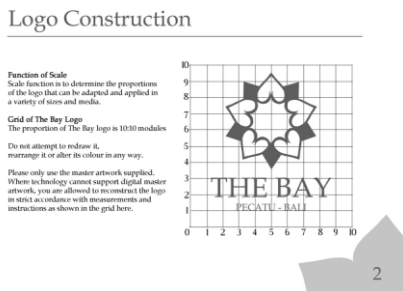 Logo Construction
Function of Scale
Scale function is to determine the proportions
of the logo that can be adapted and applied in
a variety of sizes and media.
Grid of The Bay Logo
The proportion of The Bay logo is 10:10 modules
Do not attempt to redraw it,
rearrange it or alter its colour in any way.
Please only use the master artwork supplied.
Where technology cannot support digital master
artwork, you are allowed to reconstruct the logo
in strict accordance with measurements and
instructions as shown in the grid here.
10
9
8
7
6
5
4
3
2
1
THE BAY
PECATU - BALI
0 1 2 3 4 5 6 7 8 9 10
2